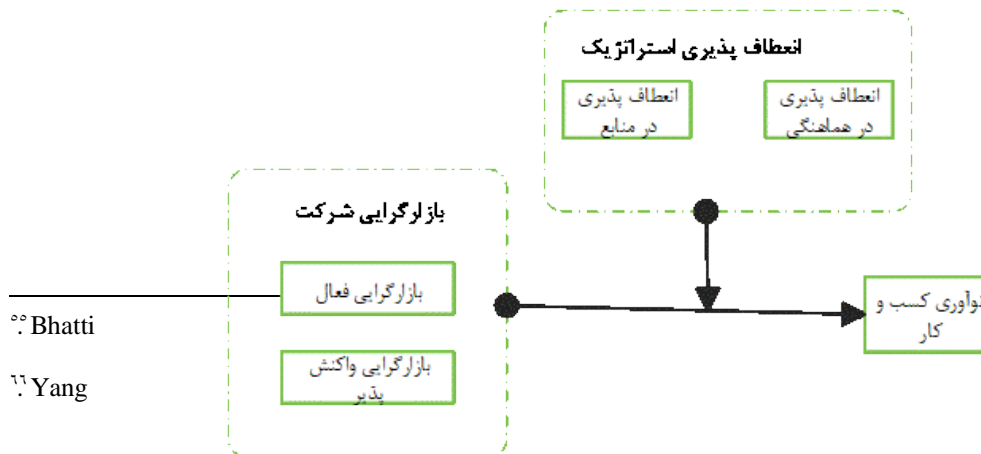 انعطاف پذیری استراتژیک
انعطاف پذیری
در هماهنگی
انعطاف پذیری
در منابع
بازارگرایی شرکت
بازارگرایی فعال
بازارگرایی واکنش
پذیر
نوآوری کسب و
کار
Bhatti
Yang